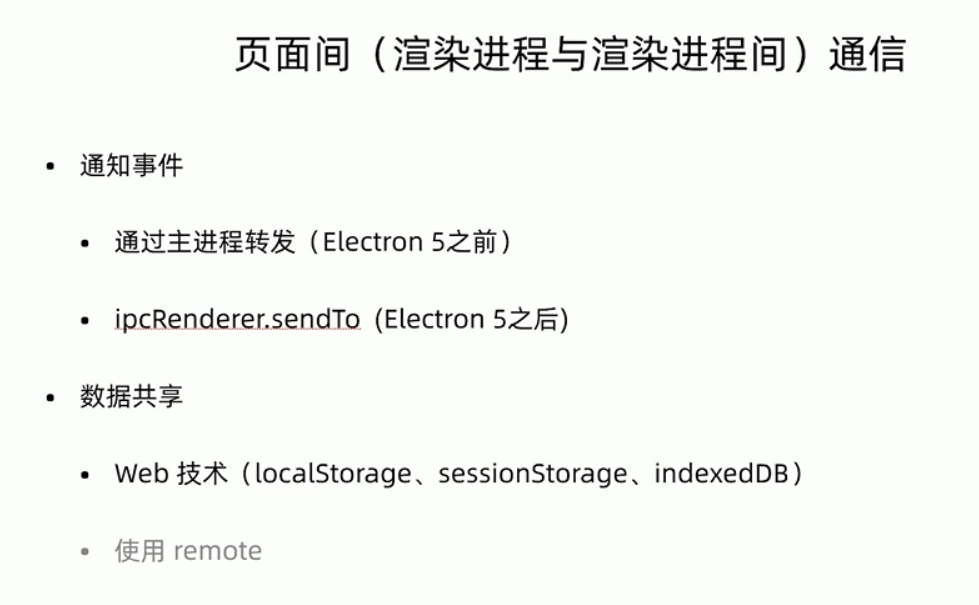 页面间（渲染进程与渲染进程间）通信
通知事件
通过主进程转发（Electron 5之前）
ipcRenderer.sendTo (Electron 5之后)
数据共享
Web 技术（localStorage、sessionStorage、indexedDB）
使用 remote